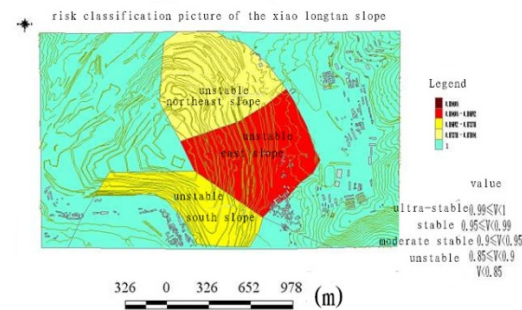 risk classification picture of the xiao longtan slope
unstable
northeast slope
unstable
east slope
unstable
south slope
Legend
1
value
ultra-stable 0.99≤V<1
stable 0.95≤V<0.99
moderate stable 0.9≤V<0.95
unstable 0.85≤V<0.9
V<0.85
326 0 326 652 978 (m)